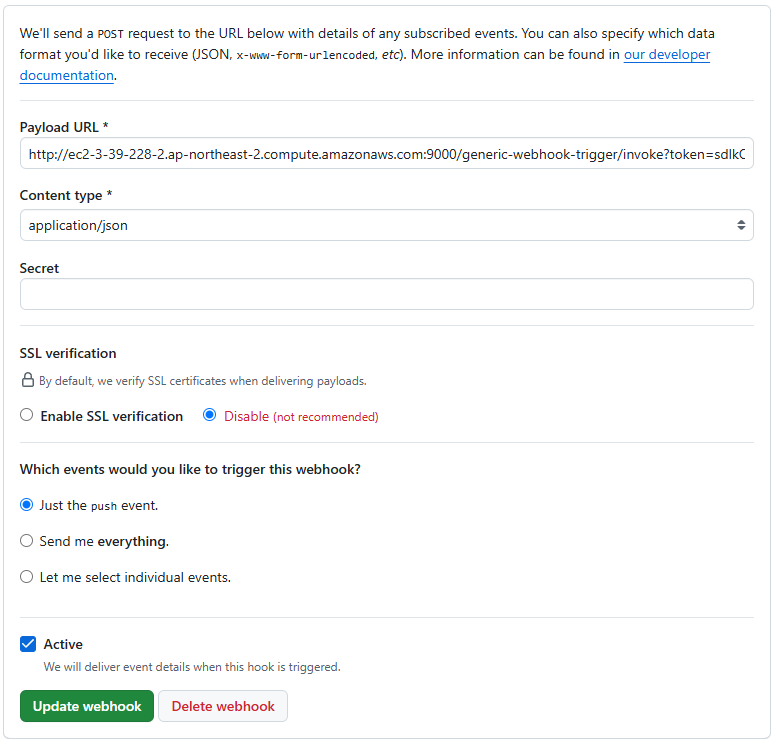 We'll send a POST request to the URL below with details of any subscribed events. You can also specify which data
format you'd like to receive (JSON, x-www-form-urlencoded, etc). More information can be found in our developer
documentation.
Payload URL *
http://ec2-3-39-228-2.ap-northeast-2.compute.amazonaws.com:9000/generic-webhook-trigger/invoke?token=sdlkC
Content type *
application/json
Secret
SSL verification
By default, we verify SSL certificates when delivering payloads.
Enable SSL verification Disable (not recommended)
Which events would you like to trigger this webhook?
Just the push event.
Send me everything.
Let me select individual events.
Active
We will deliver event details when this hook is triggered.
Update webhook Delete webhook